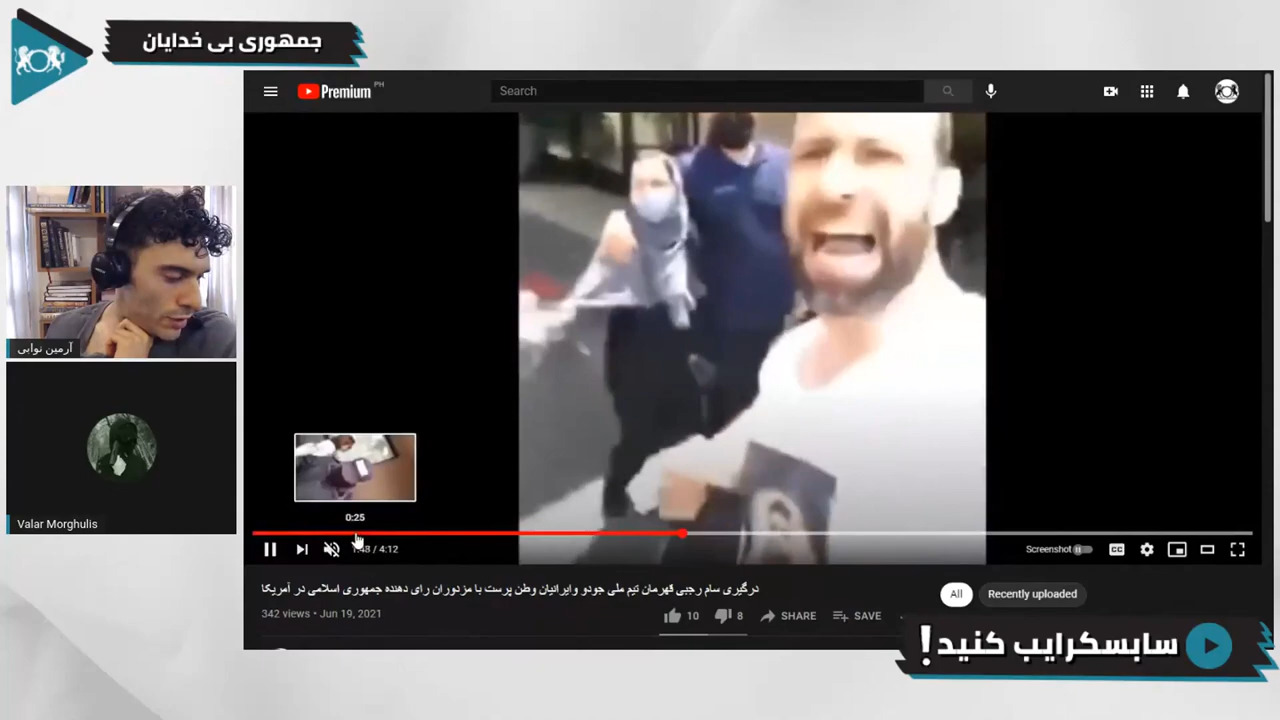 جمهوری بی خدایان
Premium PH
Search
آرمین نوابی
Valar Morghulis
0:25
/ 4:12
Screenshot
CC
درگیری سام رجبی قهرمان تیم ملی جودو وایرانیان وطن پرست با مزدوران رای دهنده جمهوری اسلامی در آمریکا
342 views • Jun 19, 2021
10
8
SHARE
SAVE
All
Recently uploaded
سابسکرایب کنید!